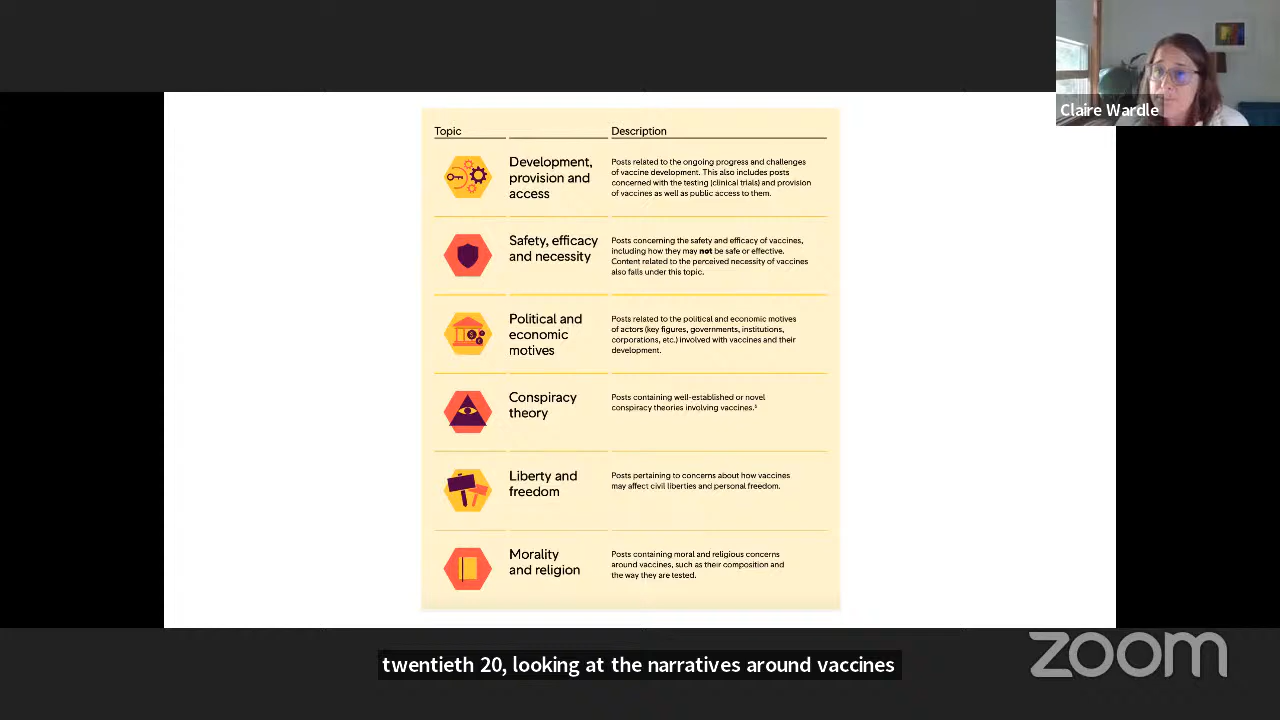 Claire Wardle
Topic
Description
Development,
provision and
access
Posts related to the ongoing progress and challenges
of vaccine development. This also includes posts
concerned with the testing (clinical trials) and provision
of vaccines as well as public access to them.
Safety, efficacy
and necessity
Posts concerning the safety and efficacy of vaccines,
including how they may not be safe or effective.
Content related to the perceived necessity of vaccines
also falls under this topic.
Political and
economic
motives
Posts related to the political and economic motives
of actors (key figures, governments, institutions,
corporations, etc.) involved with vaccines and their
development.
Conspiracy
theory
Posts containing well-established or novel
conspiracy theories involving vaccines.
Liberty and
freedom
Posts pertaining to concerns about how vaccines
may affect civil liberties and personal freedom.
Morality
and religion
Posts containing moral and religious concerns
around vaccines, such as their composition and
the way they are tested.
twentieth 20, looking at the narratives around vaccines
zoom